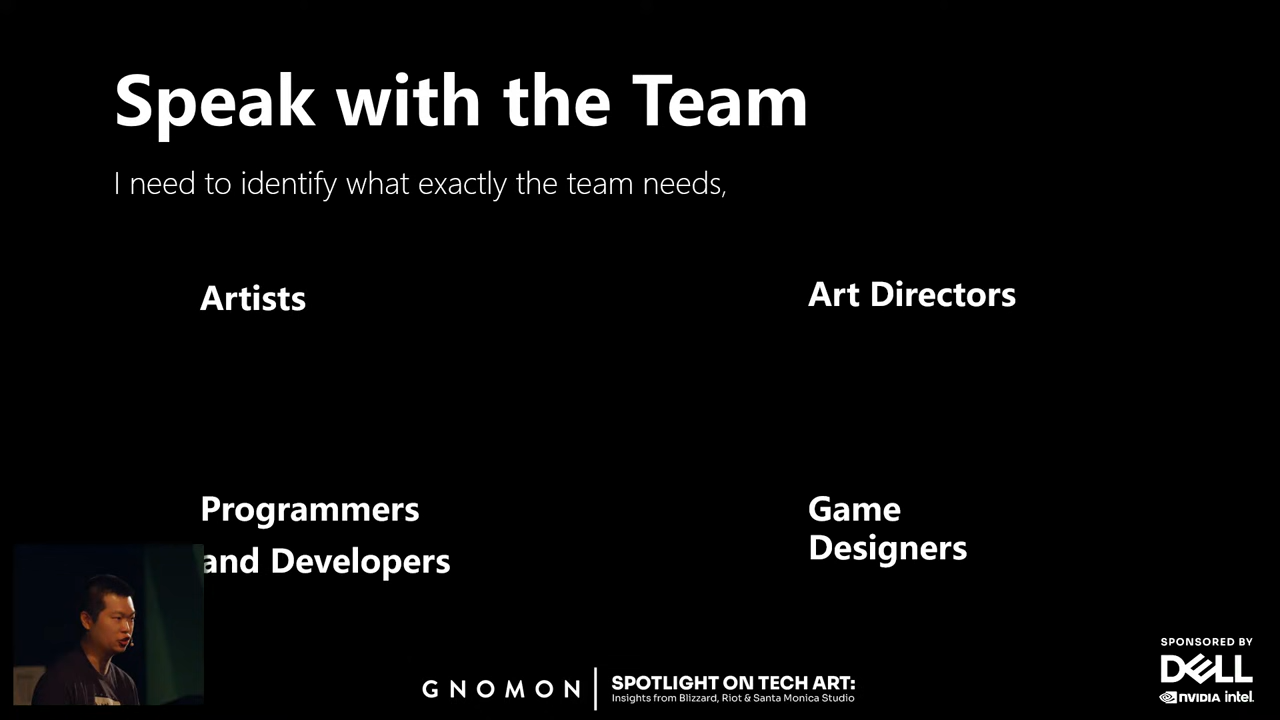 Speak with the Team
I need to identify what exactly the team needs,
Artists
Art Directors
Programmers
and Developers
Game
Designers
GNOMON
SPOTLIGHT ON TECH ART:
Insights from Blizzard, Riot & Santa Monica Studio
SPONSORED BY
DELL
NVIDIA intel.